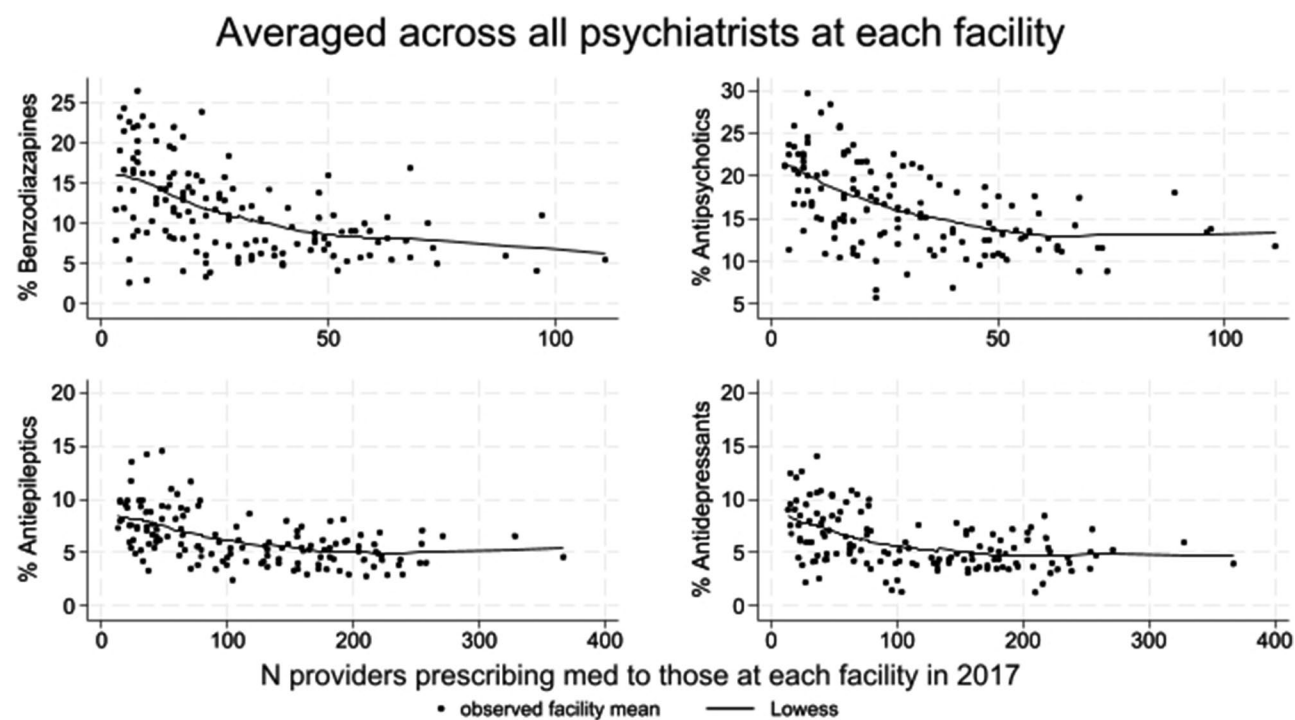 Averaged across all psychiatrists at each facility
% Benzodiazapines
25
20
15
10
5
0
0 50 100
% Antipsychotics
30
25
20
15
10
5
0 50 100
% Antiepileptics
20
15
10
5
0
0 100 200 300 400
% Antidepressants
20
15
10
5
0
0 100 200 300 400
N providers prescribing med to those at each facility in 2017
observed facility mean Lowess